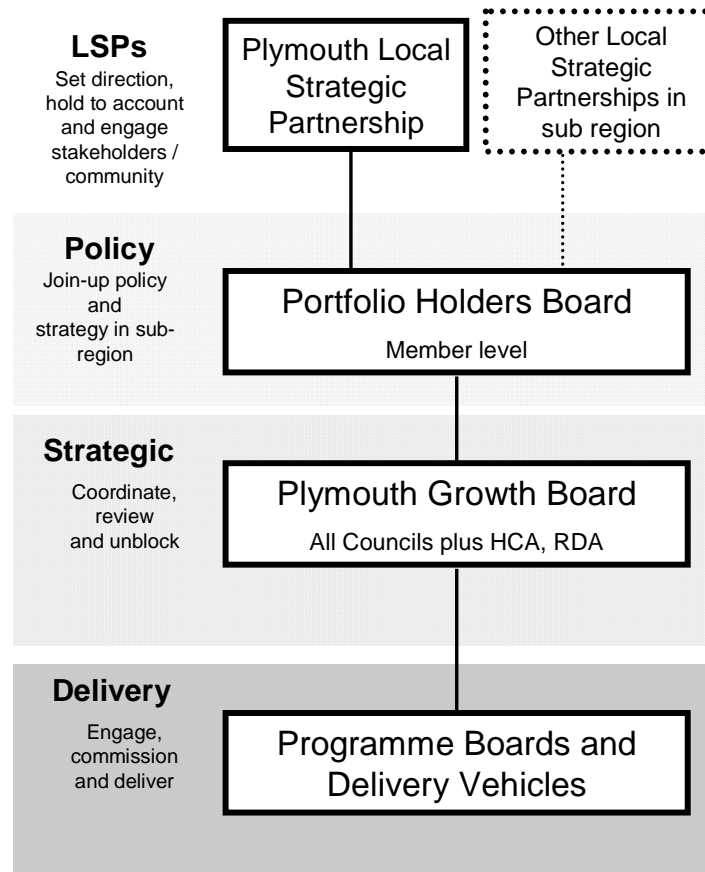 LSPs
Set direction,
hold to account
and engage
stakeholders /
community
Plymouth Local
Strategic
Partnership
Other Local
Strategic
Partnerships in
sub region
Policy
Join-up policy
and
strategy in sub-
region
Portfolio Holders Board
Member level
Strategic
Coordinate,
review
and unblock
Plymouth Growth Board
All Councils plus HCA, RDA
Delivery
Engage,
commission
and deliver
Programme Boards and
Delivery Vehicles